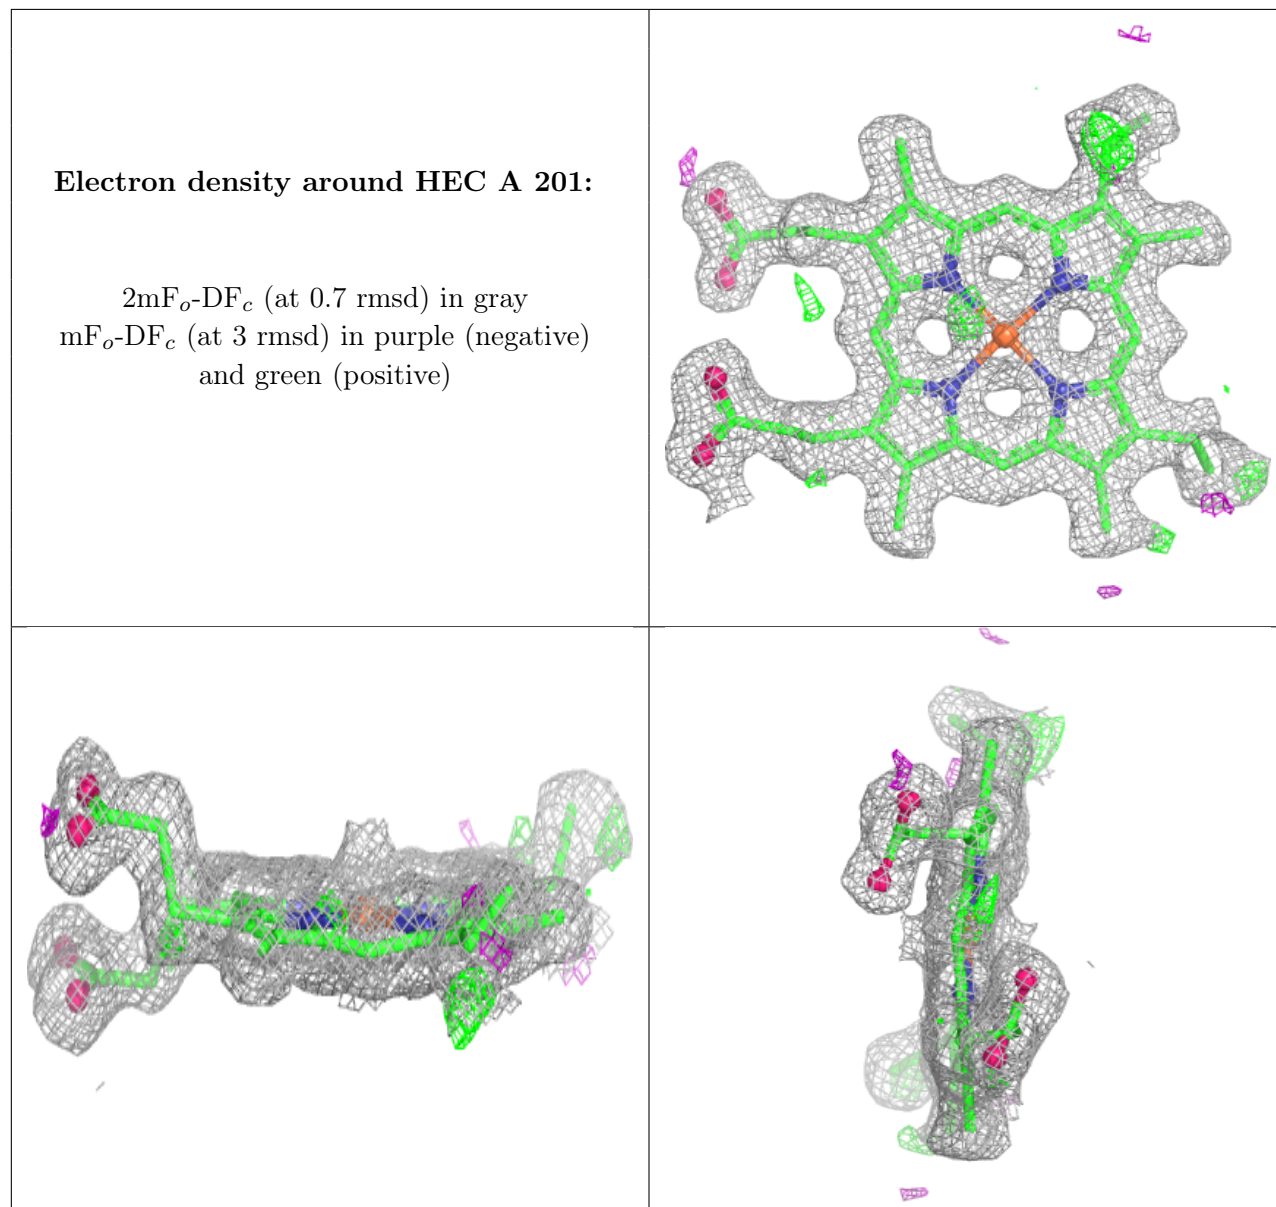 Electron density around HEC A 201:
2mFo-DFc (at 0.7 rmsd) in gray
mFo-DFc (at 3 rmsd) in purple (negative)
and green (positive)